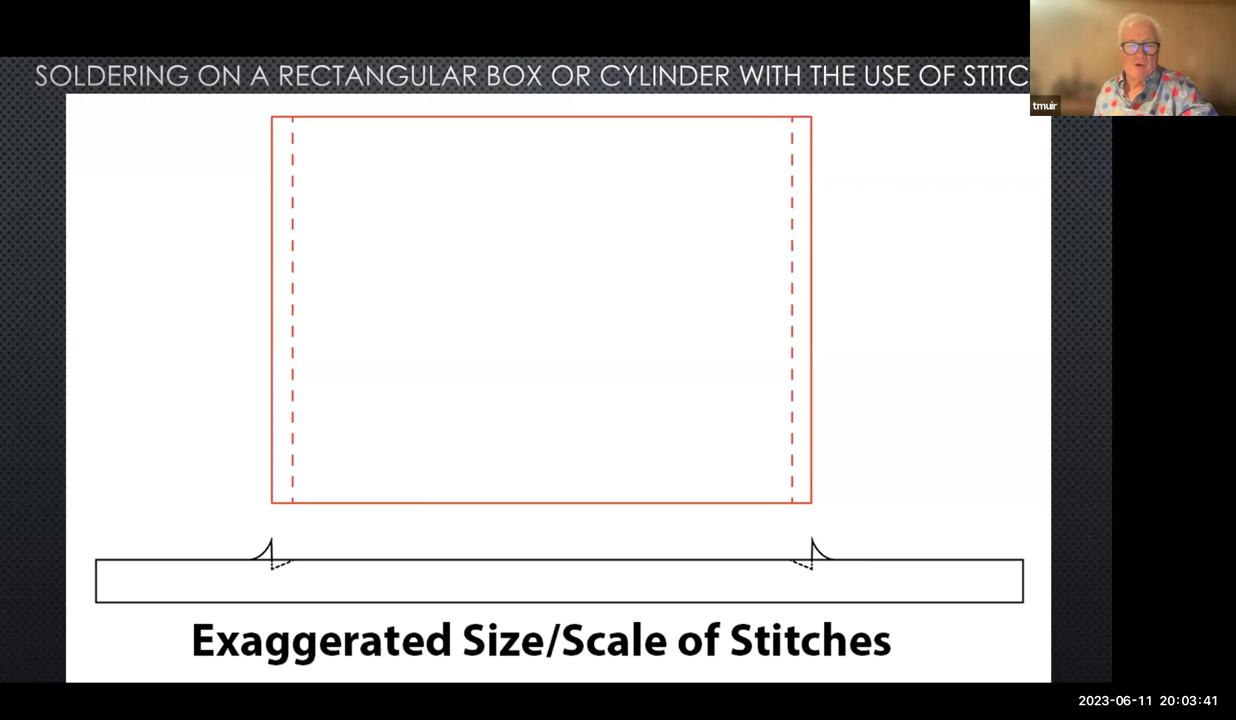 SOLDERING ON A RECTANGULAR BOX OR CYLINDER WITH THE USE OF STITC
tmuir
Exaggerated Size/Scale of Stitches
2023-06-11 20:03:41